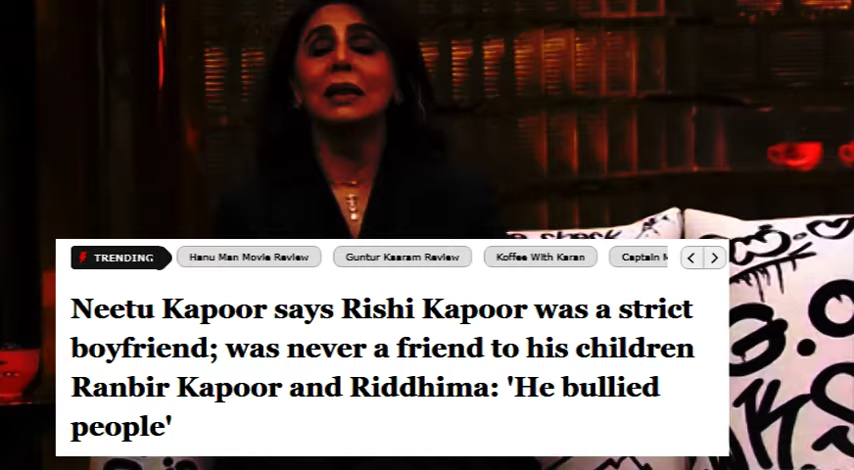 TRENDING Hanu Man Movie Review Guntur Kaaram Review Koffee With Karan Captain
Neetu Kapoor says Rishi Kapoor was a strict
boyfriend; was never a friend to his children
Ranbir Kapoor and Riddhima: 'He bullied
people'